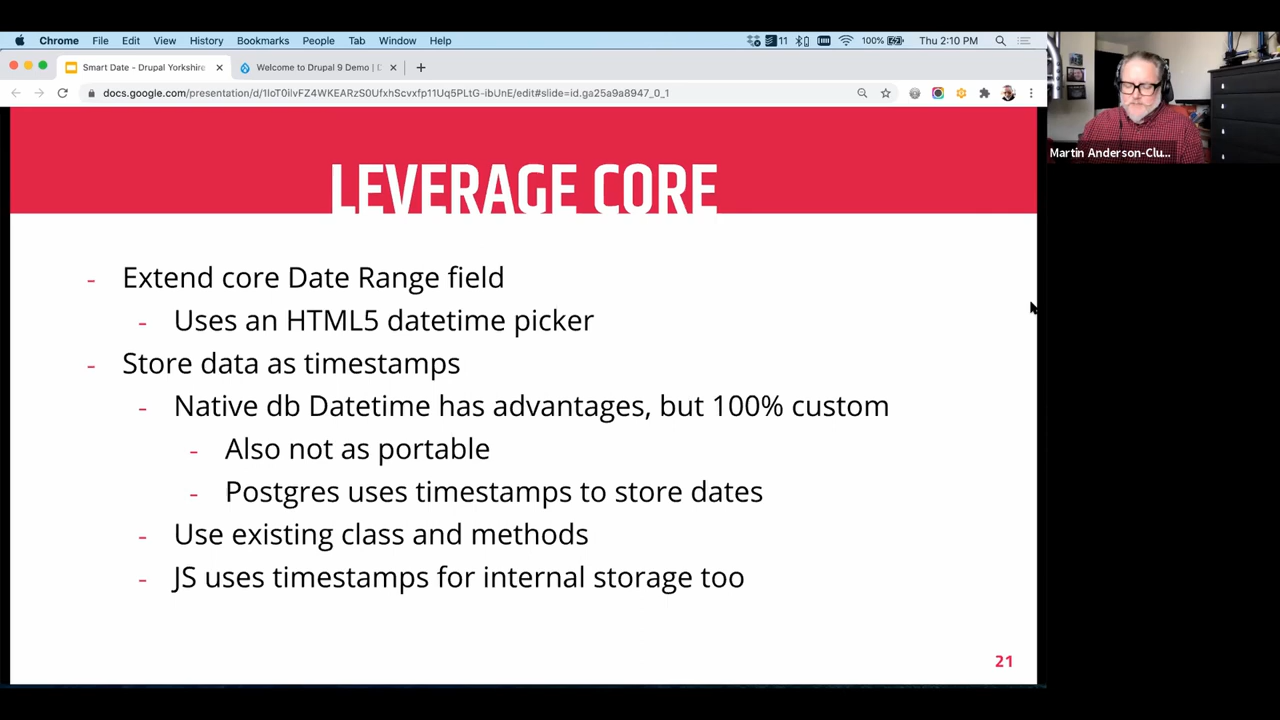 Chrome File Edit View History Bookmarks People Tab Window Help
11 100% Thu 2:10 PM
Smart Date - Drupal Yorkshire
Welcome to Drupal 9 Demo | D
docs.google.com/presentation/d/1IoT0ilvFZ4WKEARzS0UfxhScvxfp11Uq5PLtG-ibUnE/edit#slide=id.ga25a9a8947_0_1
Martin Anderson-Clu...
LEVERAGE CORE
- Extend core Date Range field
- Uses an HTML5 datetime picker
- Store data as timestamps
- Native db Datetime has advantages, but 100% custom
- Also not as portable
- Postgres uses timestamps to store dates
- Use existing class and methods
- JS uses timestamps for internal storage too
21